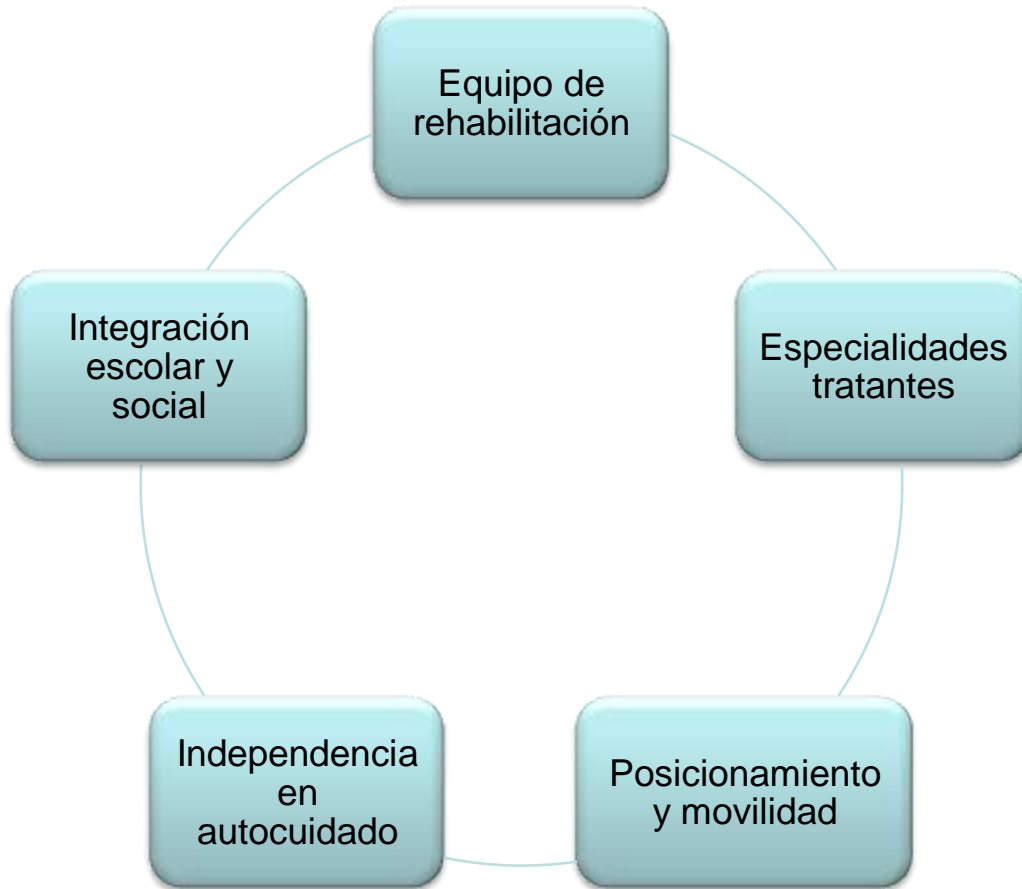 Equipo de
rehabilitación
Especialidades
tratantes
Posicionamiento
y movilidad
Independencia
en
autocuidado
Integración
escolar y
social